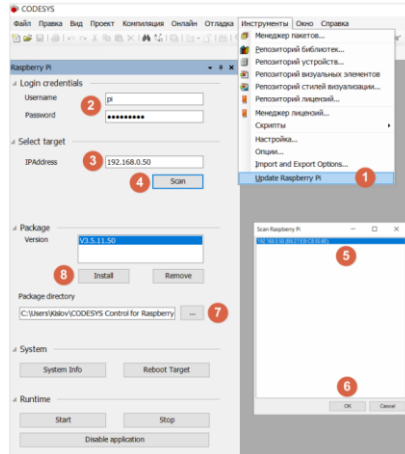 CODESYS
Файл Правка Вид Проект Компиляция Онлайн Отладка Инструменты Окно Справка
Менеджер пакетов...
Репозиторий библиотек...
Репозиторий устройств...
Репозиторий визуальных элементов
Репозиторий стилей визуализации...
Репозиторий лицензий...
Менеджер лицензий...
Скрипты
Настройка...
Опции...
Import and Export Options...
Update Raspberry Pi
1
Raspberry Pi
Login credentials
Username
pi
2
Password
Select target
IPAddress
3
192.168.0.50
4
Scan
Package
Version
V3.5.11.50
8
Install
Remove
Package directory
C:\Users\Kislov\CODESYS Control for Raspberry
...
7
System
System Info
Reboot Target
Runtime
Start
Stop
Disable application
Scan Raspberry Pi
5
6
OK
Cancel